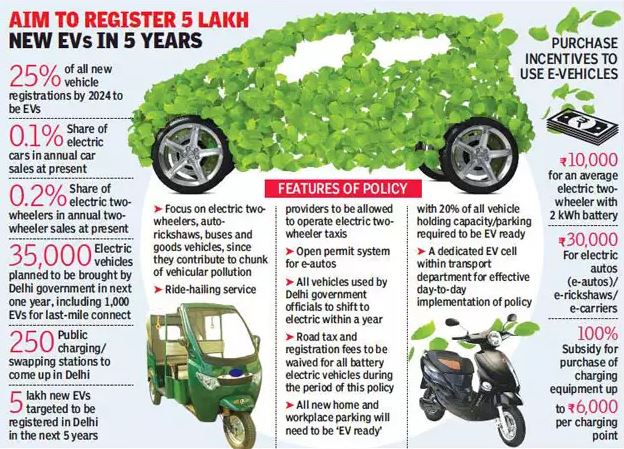 AIM TO REGISTER 5 LAKH
NEW EVs IN 5 YEARS
25% of all new
vehicle
registrations by 2024 to
be EVs
0.1% Share of
electric
cars in annual car
sales at present
0.2% Share of
electric two-
wheelers in annual two-
wheeler sales at present
35,000 Electric
vehicles
planned to be brought by
Delhi government in next
one year, including 1,000
EVs for last-mile connect
250 Public
charging/
swapping stations to
come up in Delhi
5 lakh new EVs
targeted to be
registered in Delhi
in the next 5 years
FEATURES OF POLICY
➤ Focus on electric two-
wheelers, auto-
rickshaws, buses and
goods vehicles, since
they contribute to chunk
of vehicular pollution
➤ Ride-hailing service
providers to be allowed
to operate electric two-
wheeler taxis
➤ Open permit system
for e-autos
➤ All vehicles used by
Delhi government
officials to shift to
electric within a year
➤ Road tax and
registration fees to be
waived for all battery
electric vehicles during
the period of this policy
➤ All new home and
workplace parking will
need to be ‘EV ready’
with 20% of all vehicle
holding capacity/parking
required to be EV ready
➤ A dedicated EV cell
within transport
department for effective
day-to-day
implementation of policy
PURCHASE
INCENTIVES TO
USE E-VEHICLES
₹
₹10,000
for an average
electric two-
wheeler with
2 kWh battery
₹30,000
For electric
autos
(e-autos)/
e-rickshaws/
e-carriers
100%
Subsidy for
purchase of
charging
equipment up
to ₹6,000
per charging
point